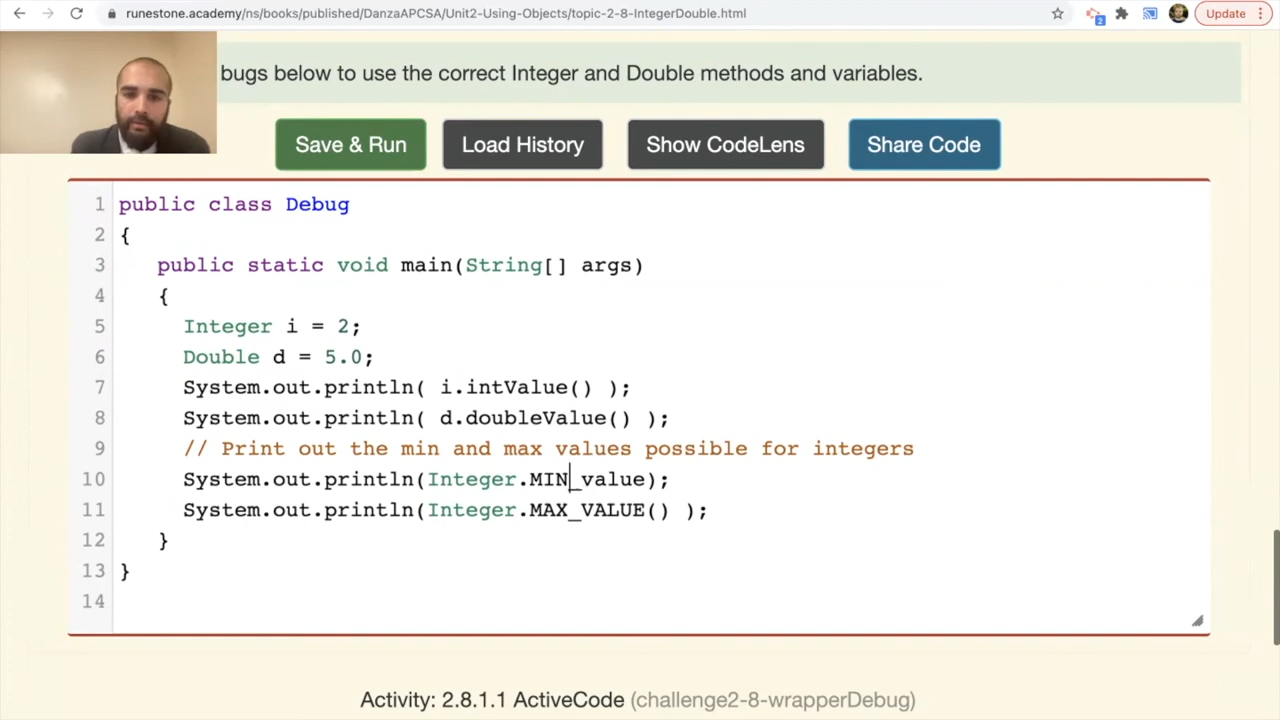 runestone.academy/ns/books/published/DanzaAPCSA/Unit2-Using-Objects/topic-2-8-IntegerDouble.html
2
Update
bugs below to use the correct Integer and Double methods and variables.
Save & Run
Load History
Show CodeLens
Share Code
1 public class Debug
2 {
3 public static void main(String[] args)
4 {
5 Integer i = 2;
6 Double d = 5.0;
7 System.out.println( i.intValue() );
8 System.out.println( d.doubleValue() );
9 // Print out the min and max values possible for integers
10 System.out.println(Integer.MIN_value);
11 System.out.println(Integer.MAX_VALUE() );
12 }
13 }
14
Activity: 2.8.1.1 ActiveCode (challenge2-8-wrapperDebug)